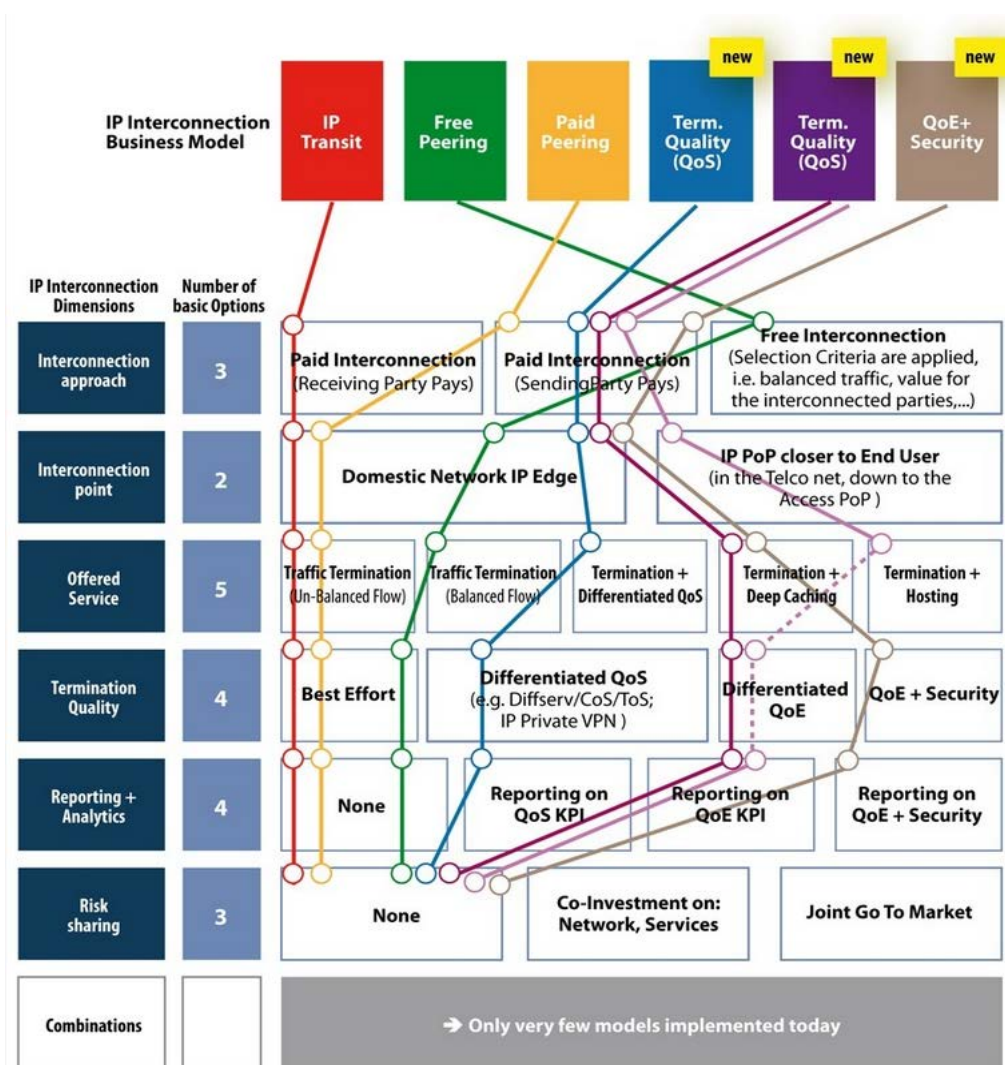 new
new
new
IP Interconnection
Business Model
IP
Transit
Free
Peering
Paid
Peering
Term.
Quality
(QoS)
Term.
Quality
(QoS)
QoE+
Security
IP Interconnection
Dimensions
Number of
basic Options
Interconnection
approach
3
Paid Interconnection
(Receiving Party Pays)
Paid Interconnection
(SendingParty Pays)
Free Interconnection
(Selection Criteria are applied,
i.e. balanced traffic, value for
the interconnected parties,...)
Interconnection
point
2
Domestic Network IP Edge
IP PoP closer to End User
(in the Telco net, down to the
Access PoP )
Offered
Service
5
Traffic Termination
(Un-Balanced Flow)
Traffic Termination
(Balanced Flow)
Termination +
Differentiated QoS
Termination +
Deep Caching
Termination +
Hosting
Termination
Quality
4
Best Effort
Differentiated QoS
(e.g. Diffserv/CoS/ToS;
IP Private VPN )
Differentiated
QoE
QoE + Security
Reporting +
Analytics
4
None
Reporting on
QoS KPI
Reporting on
QoE KPI
Reporting on
QoE + Security
Risk
sharing
3
None
Co-Investment on:
Network, Services
Joint Go To Market
Combinations
➔ Only very few models implemented today